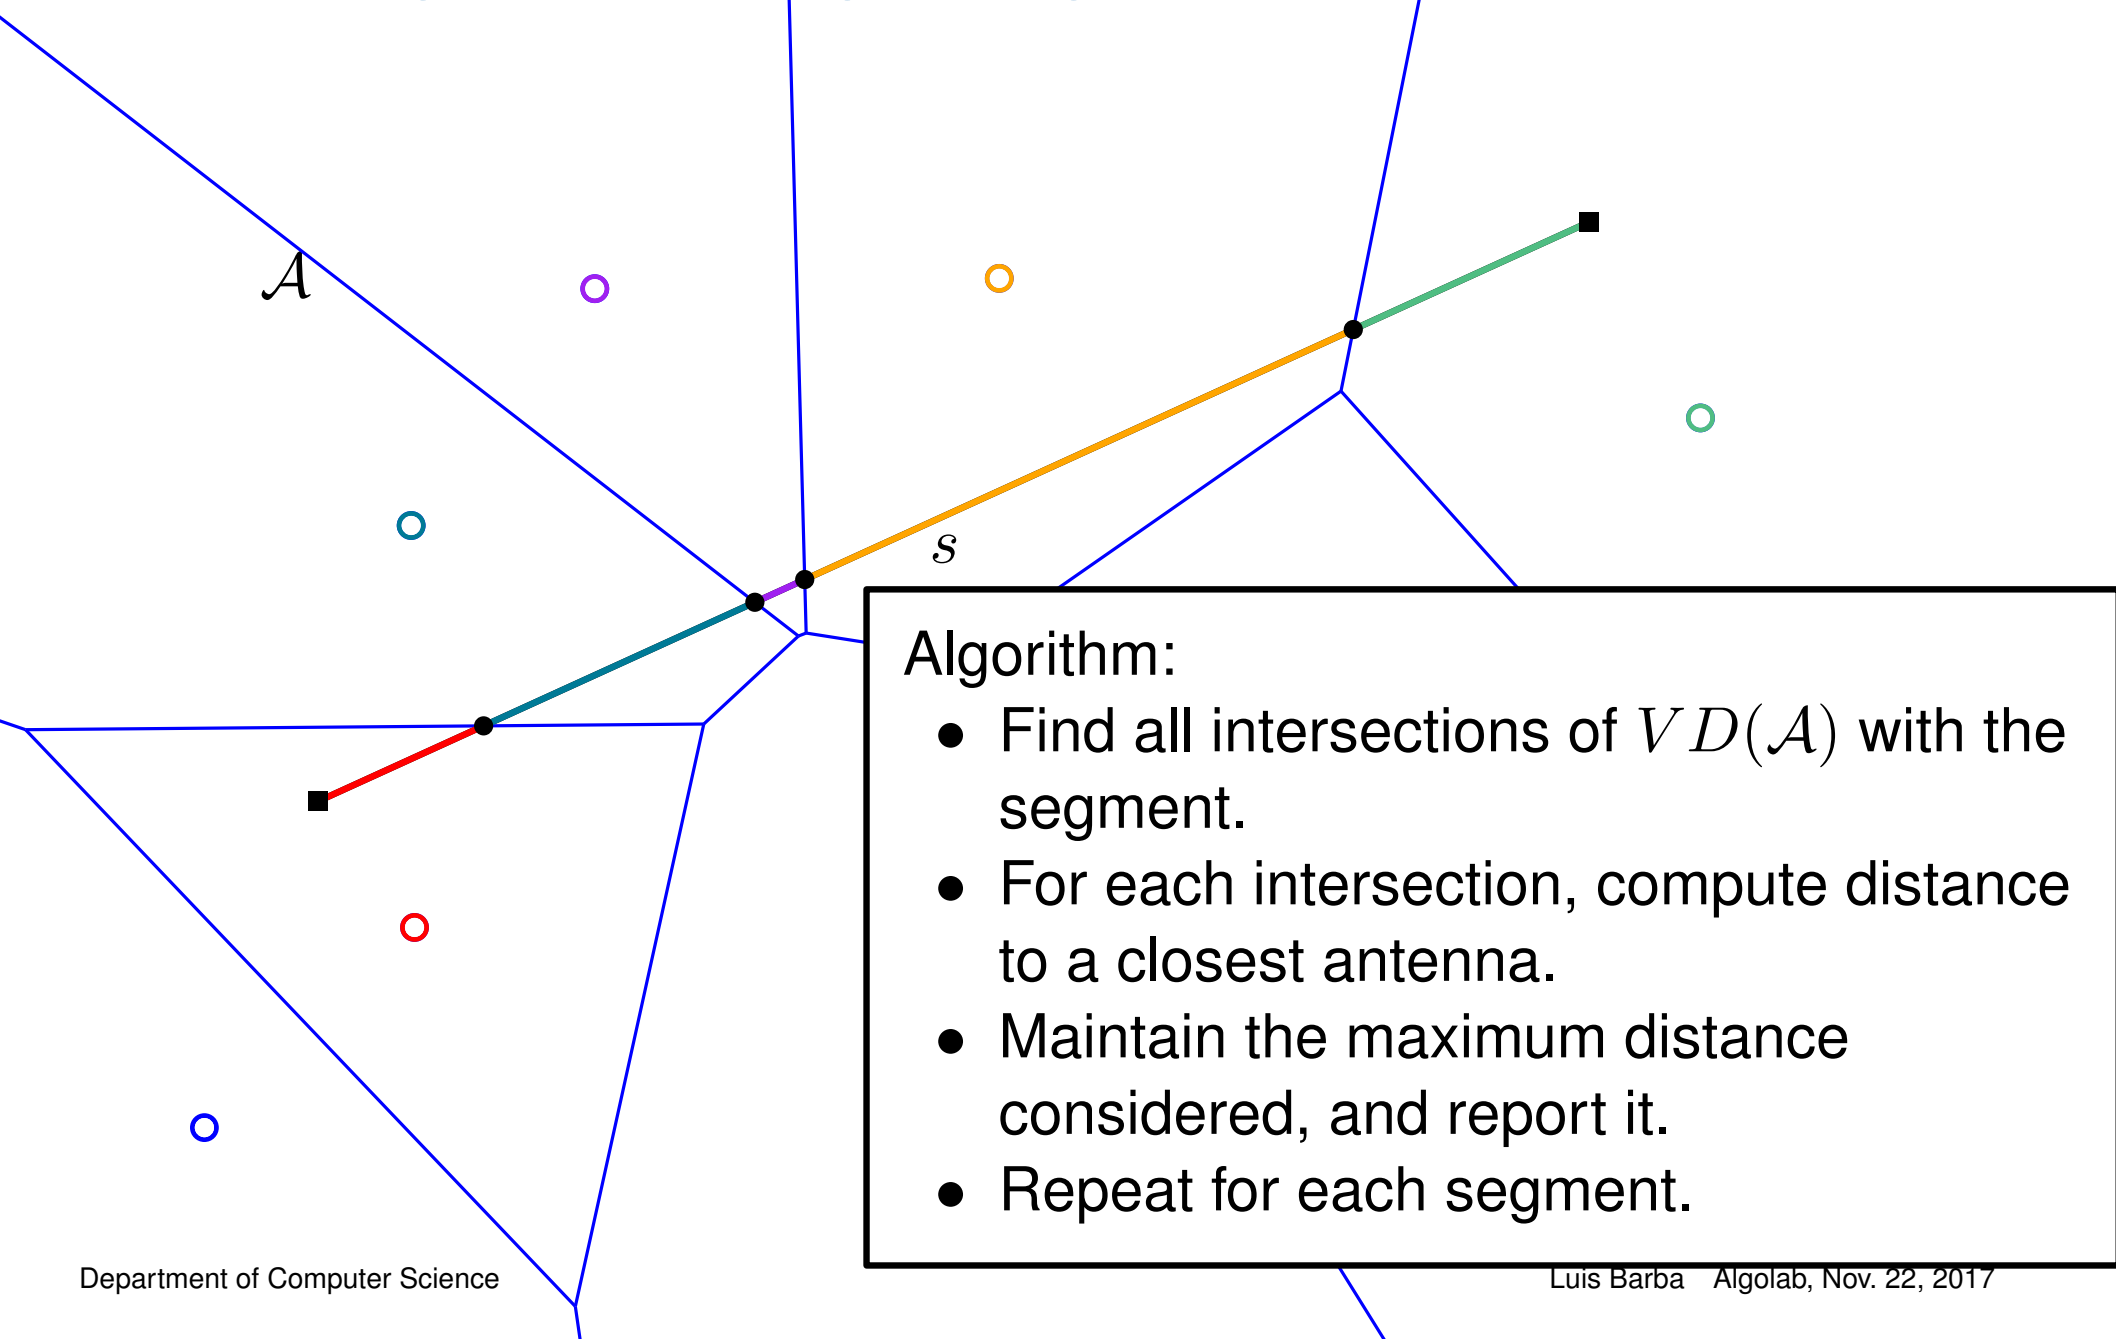 𝒜
s
Algorithm:
• Find all intersections of VD(𝒜) with the
segment.
• For each intersection, compute distance
to a closest antenna.
• Maintain the maximum distance
considered, and report it.
• Repeat for each segment.
Department of Computer Science
Luis Barba Algolab, Nov. 22, 2017